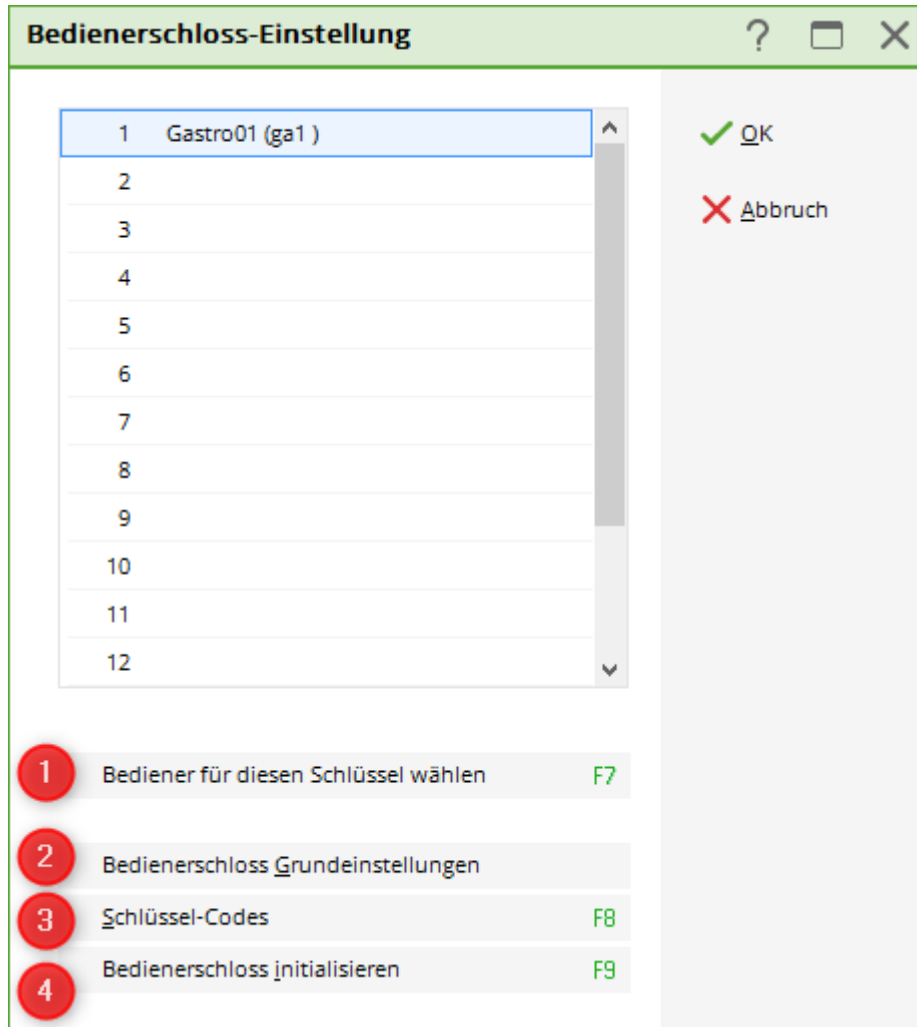 Bedienerschloss-Einstellung ?
1 Gastro01 (ga1 )
2
3
4
5
6
7
8
9
10
11
12
OK
Abbruch
1 Bediener für diesen Schlüssel wählen F7
2 Bedienerschloss Grundeinstellungen
3 Schlüssel-Codes F8
4 Bedienerschloss initialisieren F9